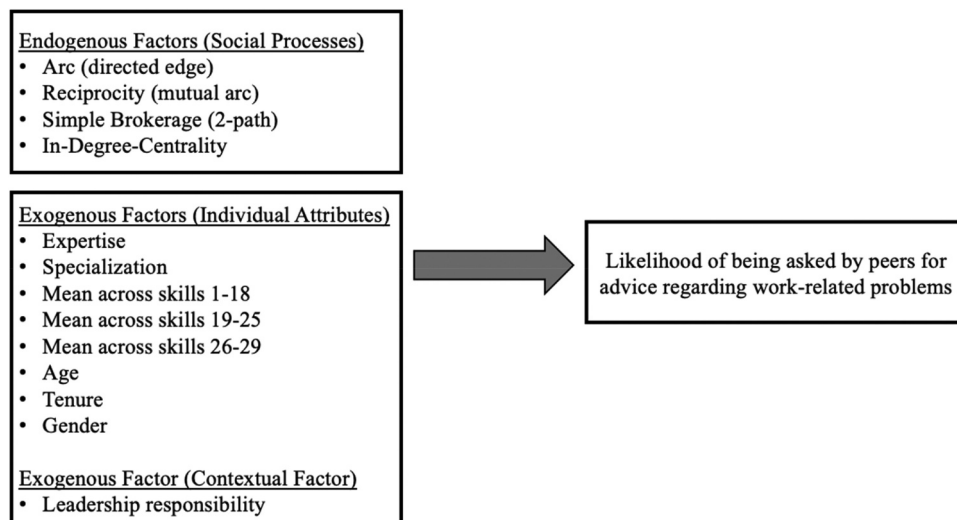 Endogenous Factors (Social Processes)
• Arc (directed edge)
• Reciprocity (mutual arc)
• Simple Brokerage (2-path)
• In-Degree-Centrality
Exogenous Factors (Individual Attributes)
• Expertise
• Specialization
• Mean across skills 1-18
• Mean across skills 19-25
• Mean across skills 26-29
• Age
• Tenure
• Gender
Exogenous Factor (Contextual Factor)
• Leadership responsibility
Likelihood of being asked by peers for
advice regarding work-related problems